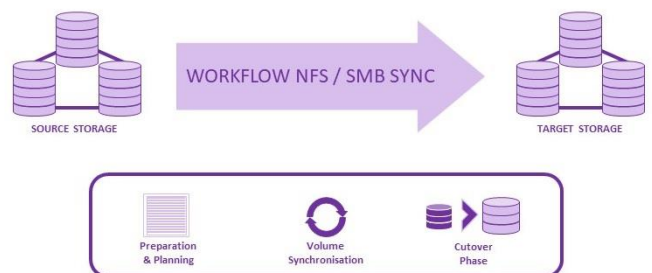 WORKFLOW NFS / SMB SYNC
SOURCE STORAGE
TARGET STORAGE
Preparation
& Planning
Volume
Synchronisation
Cutover
Phase